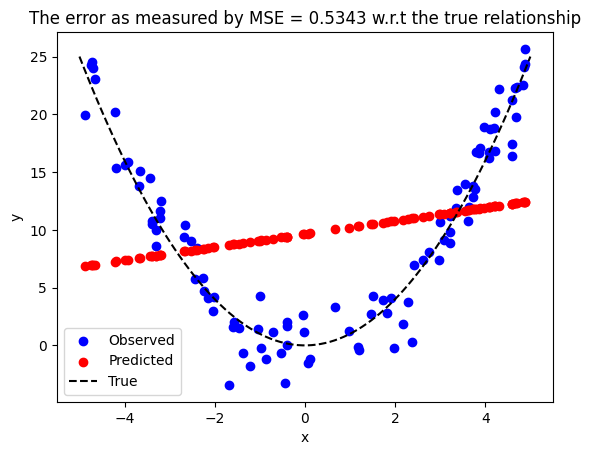 The error as measured by MSE = 0.5343 w.r.t the true relationship
25
20
15
10
5
0
y
Observed
Predicted
True
−4
−2
0
2
4
x